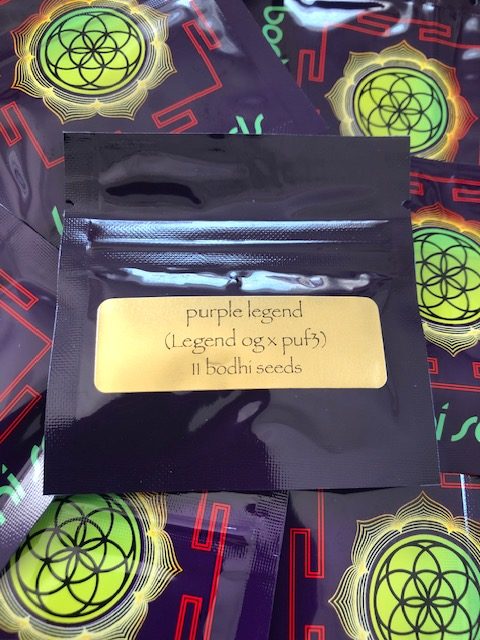 purple legend
(Legend og x puf3)
11 bodhi seeds